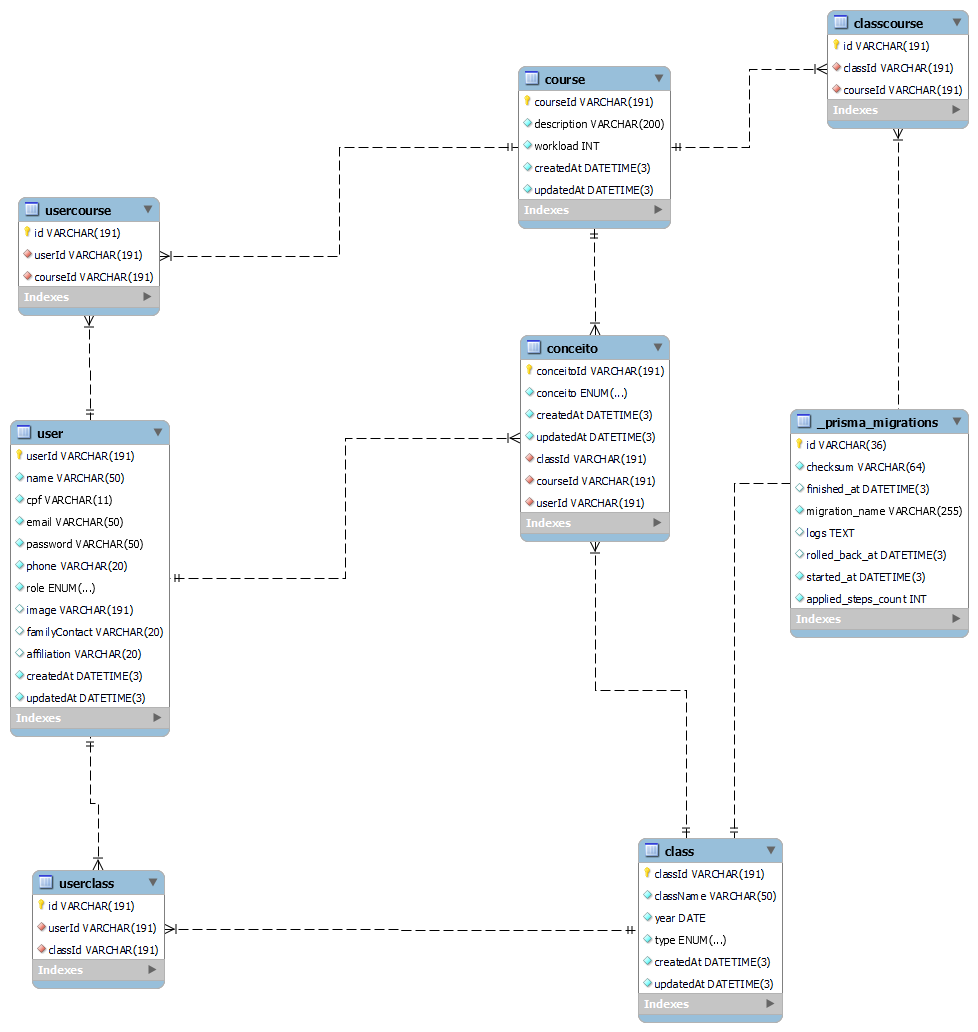 classcourse
id VARCHAR(191)
classId VARCHAR(191)
courseId VARCHAR(191)
Indexes
course
courseId VARCHAR(191)
description VARCHAR(200)
workload INT
createdAt DATETIME(3)
updatedAt DATETIME(3)
Indexes
usercourse
id VARCHAR(191)
userId VARCHAR(191)
courseId VARCHAR(191)
Indexes
conceito
conceitoId VARCHAR(191)
conceito ENUM(...)
createdAt DATETIME(3)
updatedAt DATETIME(3)
classId VARCHAR(191)
courseId VARCHAR(191)
userId VARCHAR(191)
Indexes
_prisma_migrations
id VARCHAR(36)
checksum VARCHAR(64)
finished_at DATETIME(3)
migration_name VARCHAR(255)
logs TEXT
rolled_back_at DATETIME(3)
started_at DATETIME(3)
applied_steps_count INT
Indexes
user
userId VARCHAR(191)
name VARCHAR(50)
cpf VARCHAR(11)
email VARCHAR(50)
password VARCHAR(50)
phone VARCHAR(20)
role ENUM(...)
image VARCHAR(191)
familyContact VARCHAR(20)
affiliation VARCHAR(20)
createdAt DATETIME(3)
updatedAt DATETIME(3)
Indexes
userclass
id VARCHAR(191)
userId VARCHAR(191)
classId VARCHAR(191)
Indexes
class
classId VARCHAR(191)
className VARCHAR(50)
year DATE
type ENUM(...)
createdAt DATETIME(3)
updatedAt DATETIME(3)
Indexes